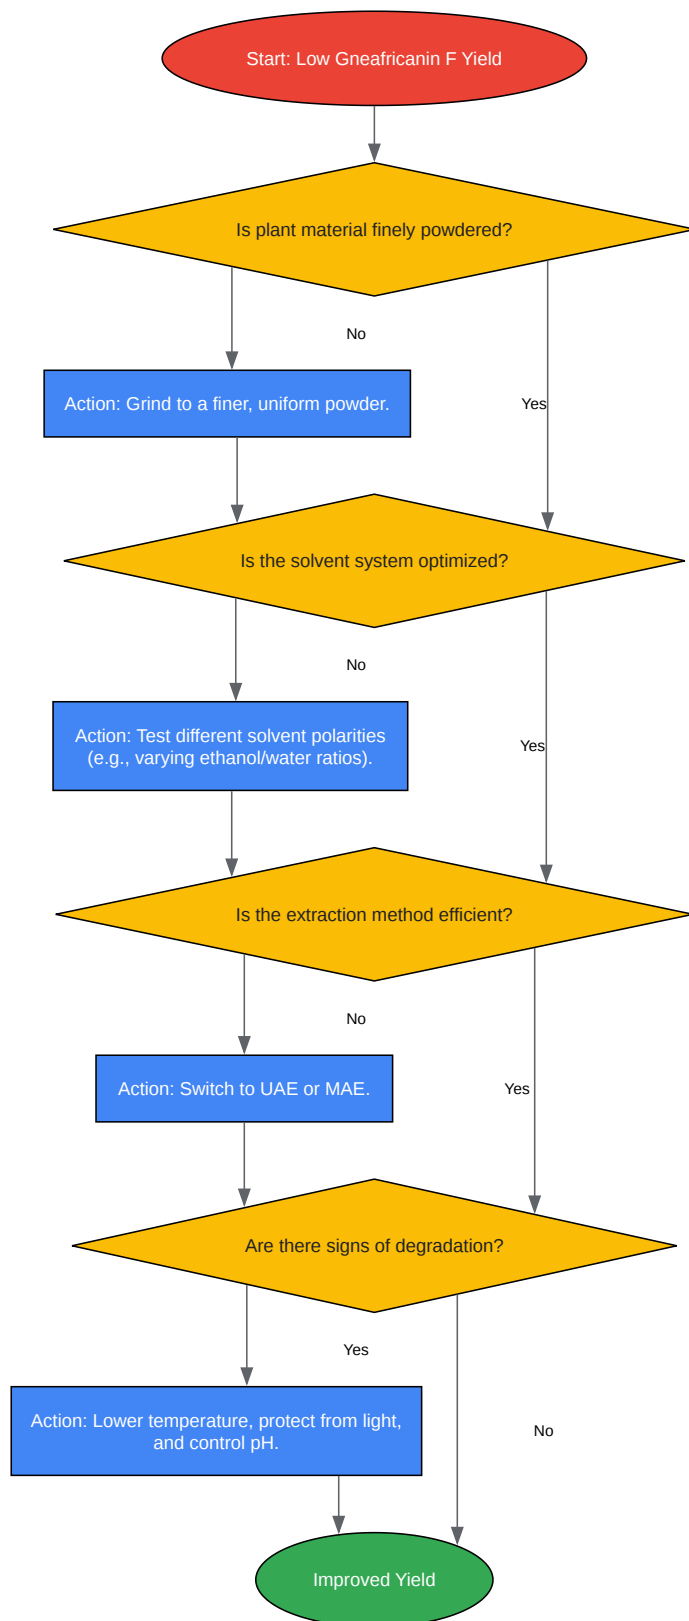 Start: Low Gneafricanin F Yield
Is plant material finely powdered?
No
Action: Grind to a finer, uniform powder.
Yes
Is the solvent system optimized?
No
Action: Test different solvent polarities
(e.g., varying ethanol/water ratios).
Yes
Is the extraction method efficient?
No
Action: Switch to UAE or MAE.
Yes
Are there signs of degradation?
Yes
Action: Lower temperature, protect from light,
and control pH.
No
Improved Yield